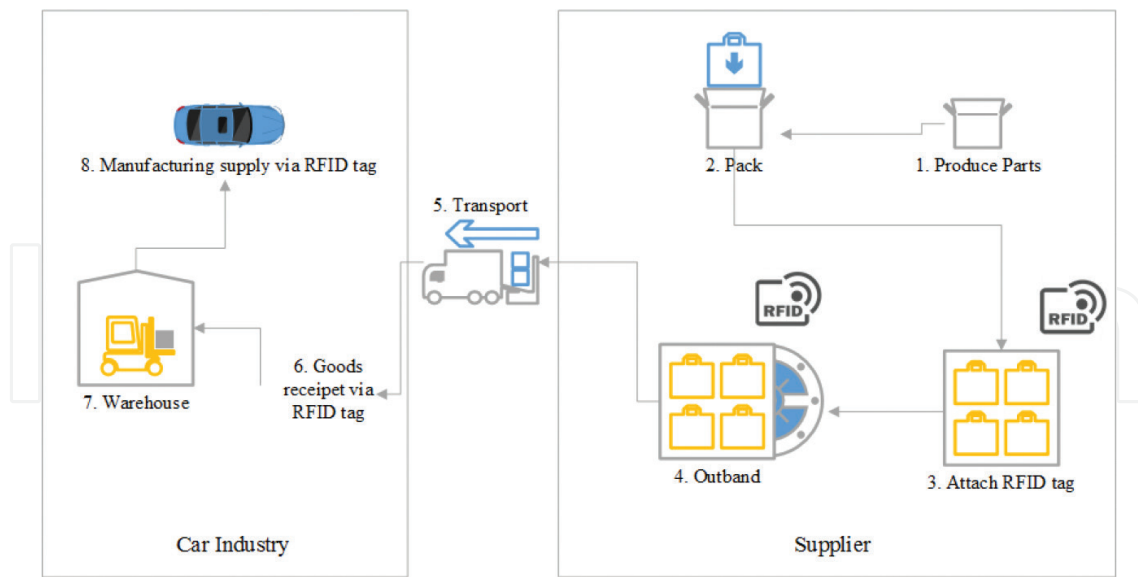 8. Manufacturing supply via RFID tag
2. Pack
1. Produce Parts
5. Transport
RFID
RFID
6. Goods
receipet via
RFID tag
7. Warehouse
4. Outband
3. Attach RFID tag
Car Industry
Supplier